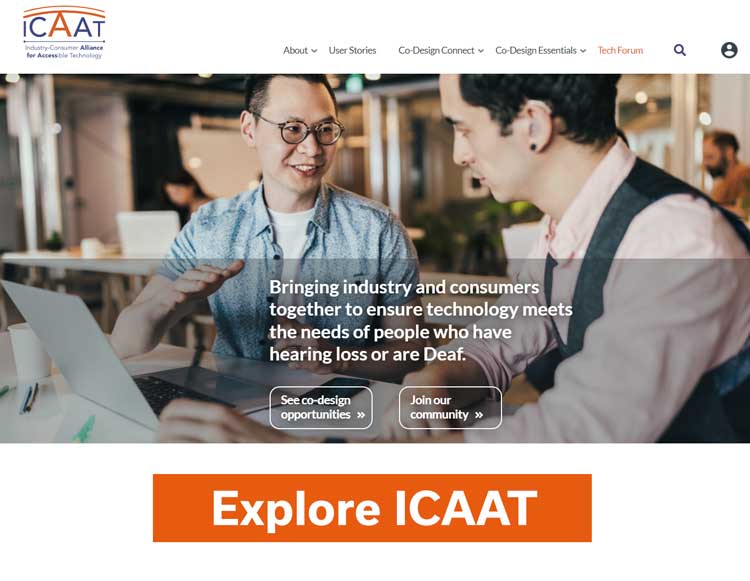 ICAAT
Industry-Consumer Alliance
for Accessible Technology
About
User Stories
Co-Design Connect
Co-Design Essentials
Tech Forum
Bringing industry and consumers
together to ensure technology meets
the needs of people who have
hearing loss or are Deaf.
See co-design
opportunities »
Join our
community »
Explore ICAAT